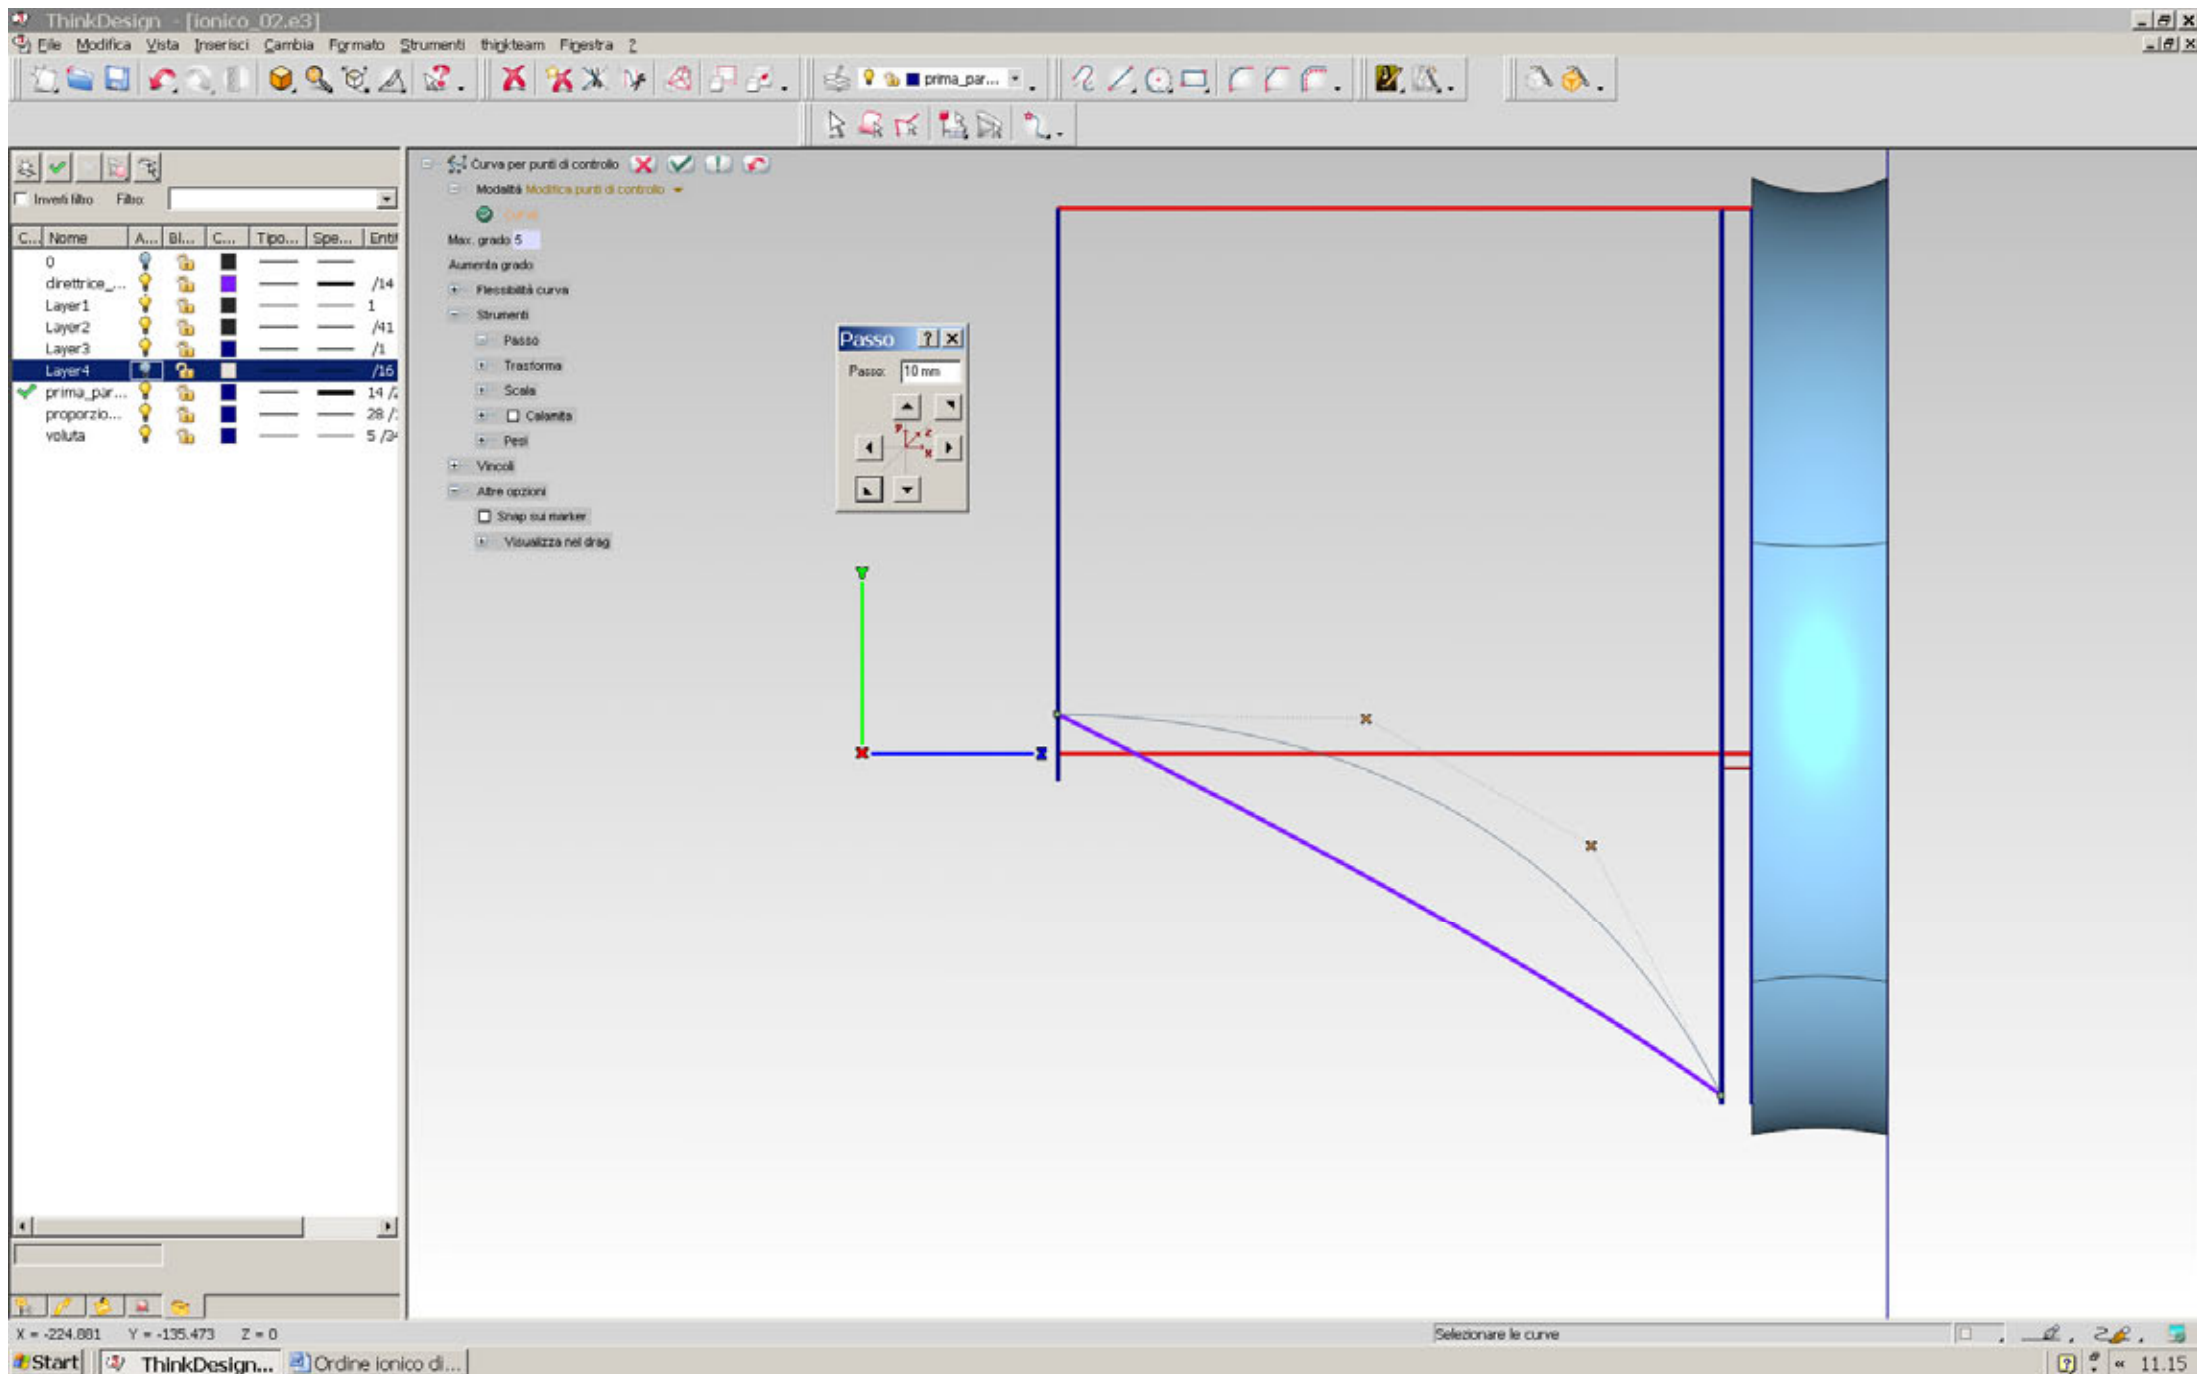 ThinkDesign - [ionico_02.e3]
File Modifica Vista Inserisci Cambia Formato Strumenti thinkteam Finestra ?
prima_par...
Inverti filtro Filtro:
C... Nome A... Bl... C... Tipo... Spe... Entit
0
direttrice_... /14
Layer1 1
Layer2 /41
Layer3 /1
Layer4 /16
prima_par... 14 /2
proporzio... 28 /
voluta 5 /34
Curva per punti di controllo
Modalità Modifica punti di controllo
Curve
Max. grado 5
Aumenta grado
Flessibilità curva
Strumenti
Passo
Trasforma
Scala
Calamita
Pesi
Vincoli
Altre opzioni
Snap sui marker
Visualizza nel drag
Passo
Passo: 10 mm
Y Z
X
Y
X Z
X = -224.881 Y = -135.473 Z = 0
Selezionare le curve
Start ThinkDesign... Ordine ionico di...
« 11.15